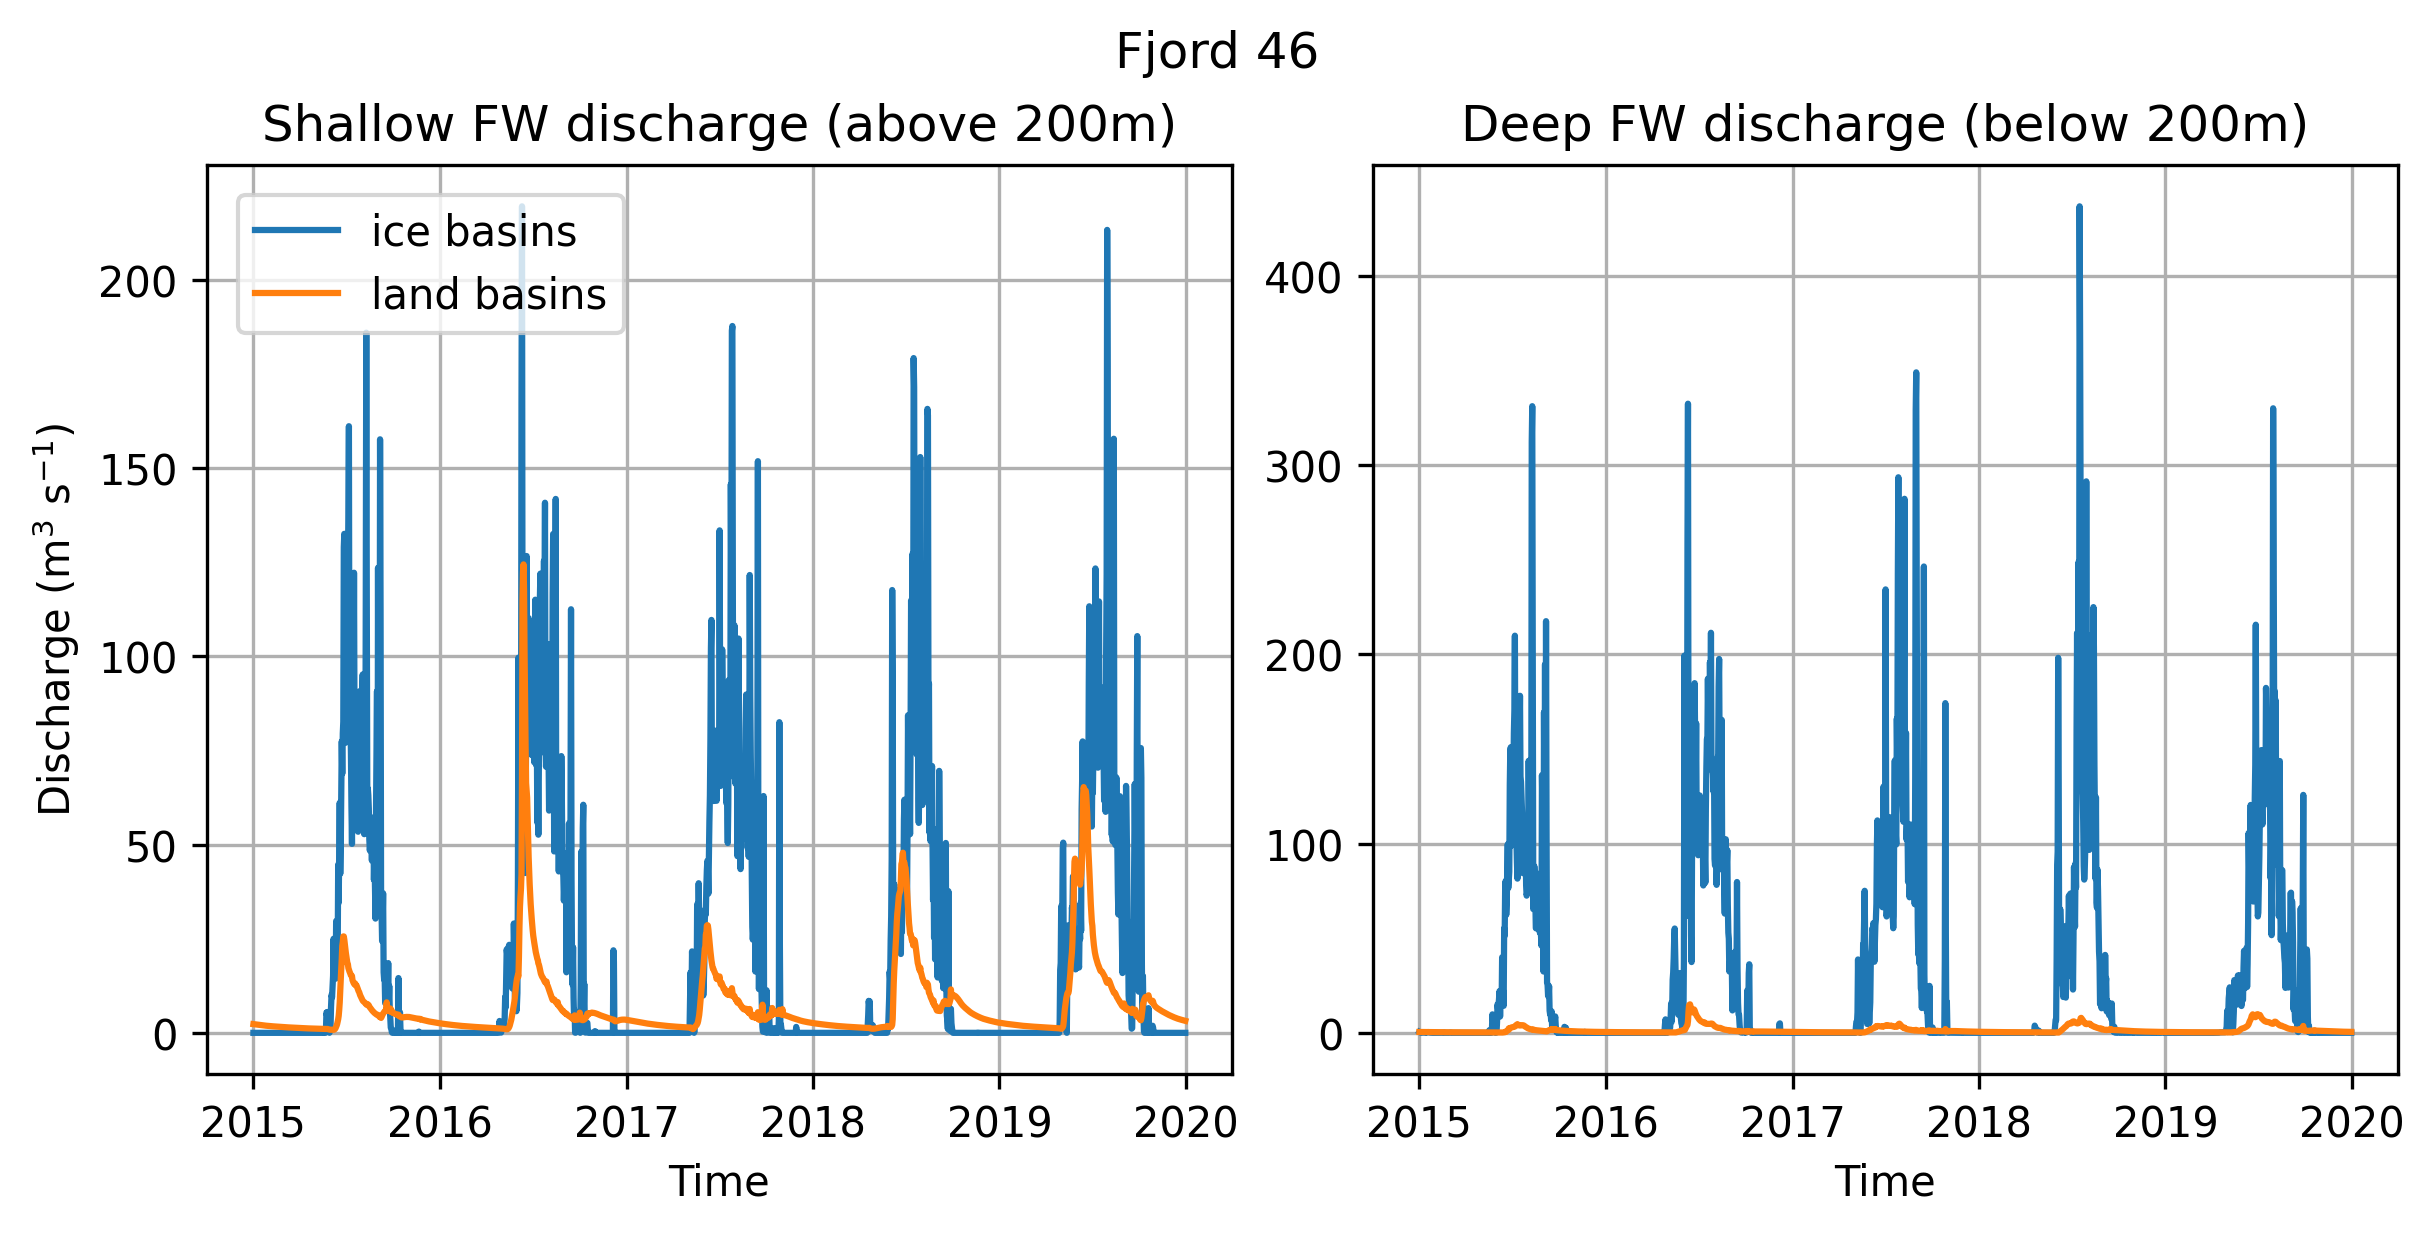 Fjord 46
Shallow FW discharge (above 200m)
ice basins
land basins
200
150
100
50
0
Discharge (m³ s⁻¹)
2015 2016 2017 2018 2019 2020
Time
Deep FW discharge (below 200m)
400
300
200
100
0
2015 2016 2017 2018 2019 2020
Time